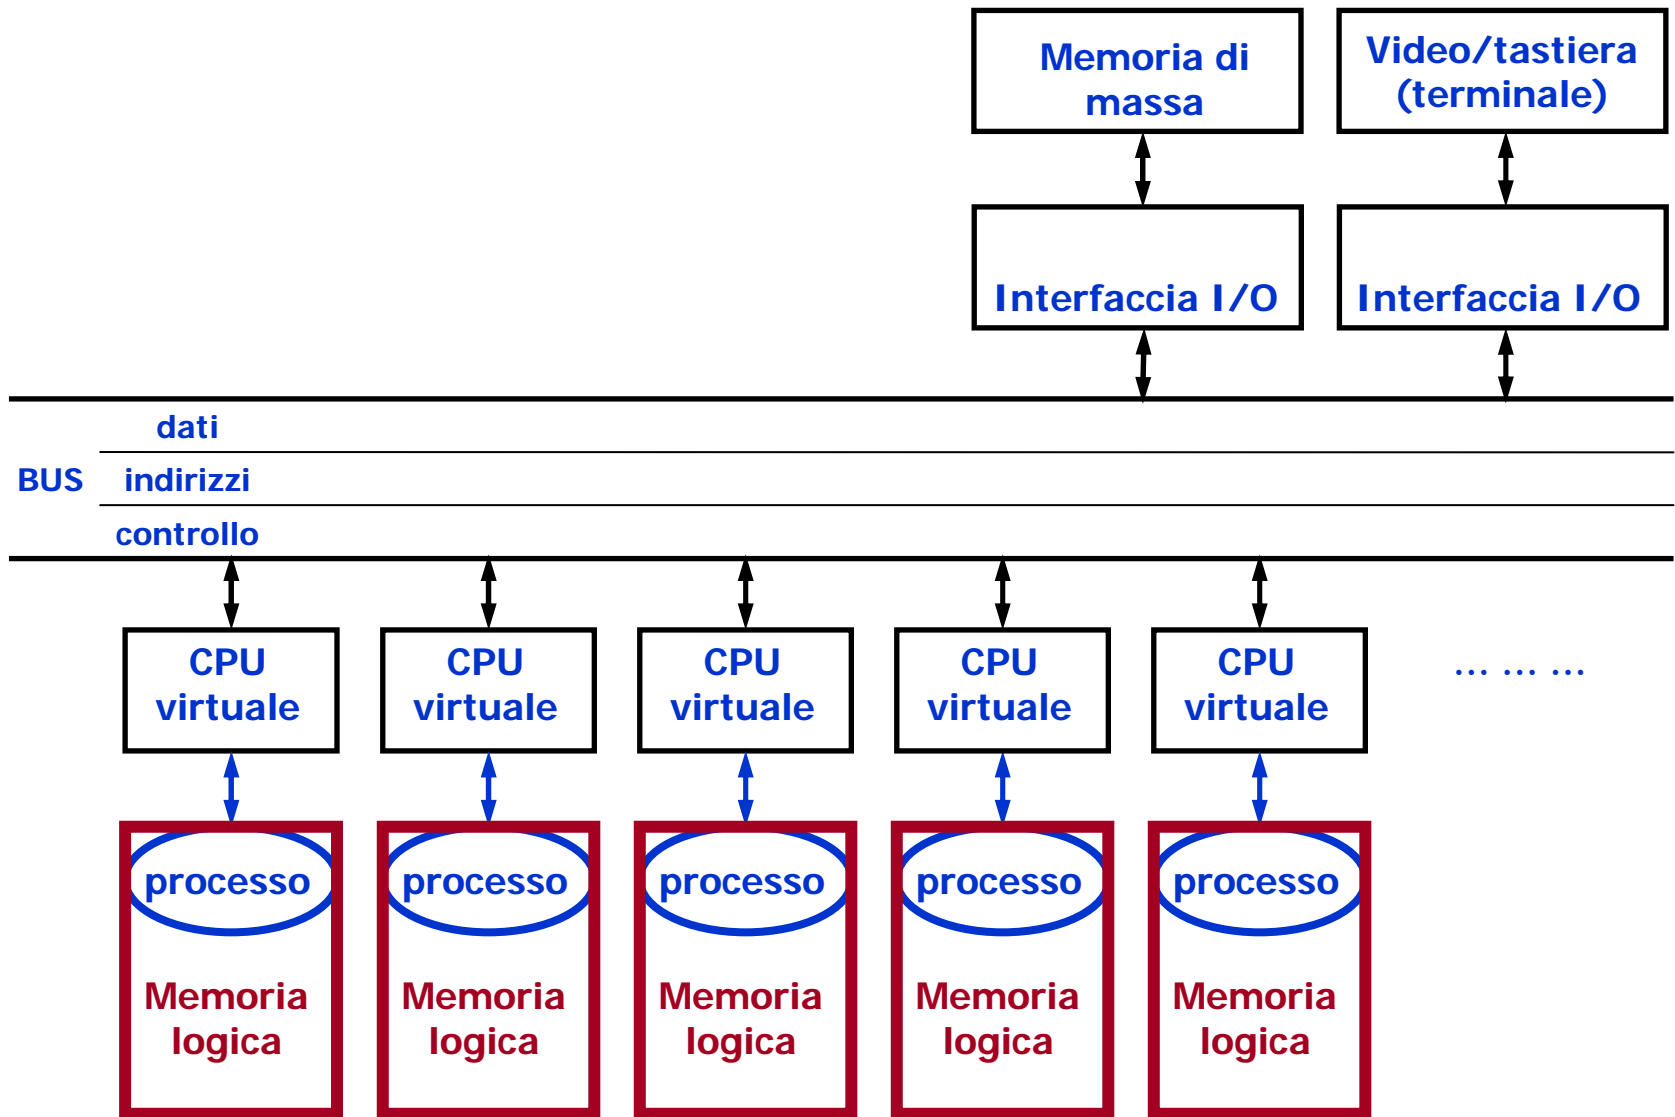 Memoria di
massa
Video/tastiera
(terminale)
Interfaccia I/O
Interfaccia I/O
dati
BUS
indirizzi
controllo
CPU
virtuale
CPU
virtuale
CPU
virtuale
CPU
virtuale
CPU
virtuale
... ... ...
processo
processo
processo
processo
processo
Memoria
logica
Memoria
logica
Memoria
logica
Memoria
logica
Memoria
logica